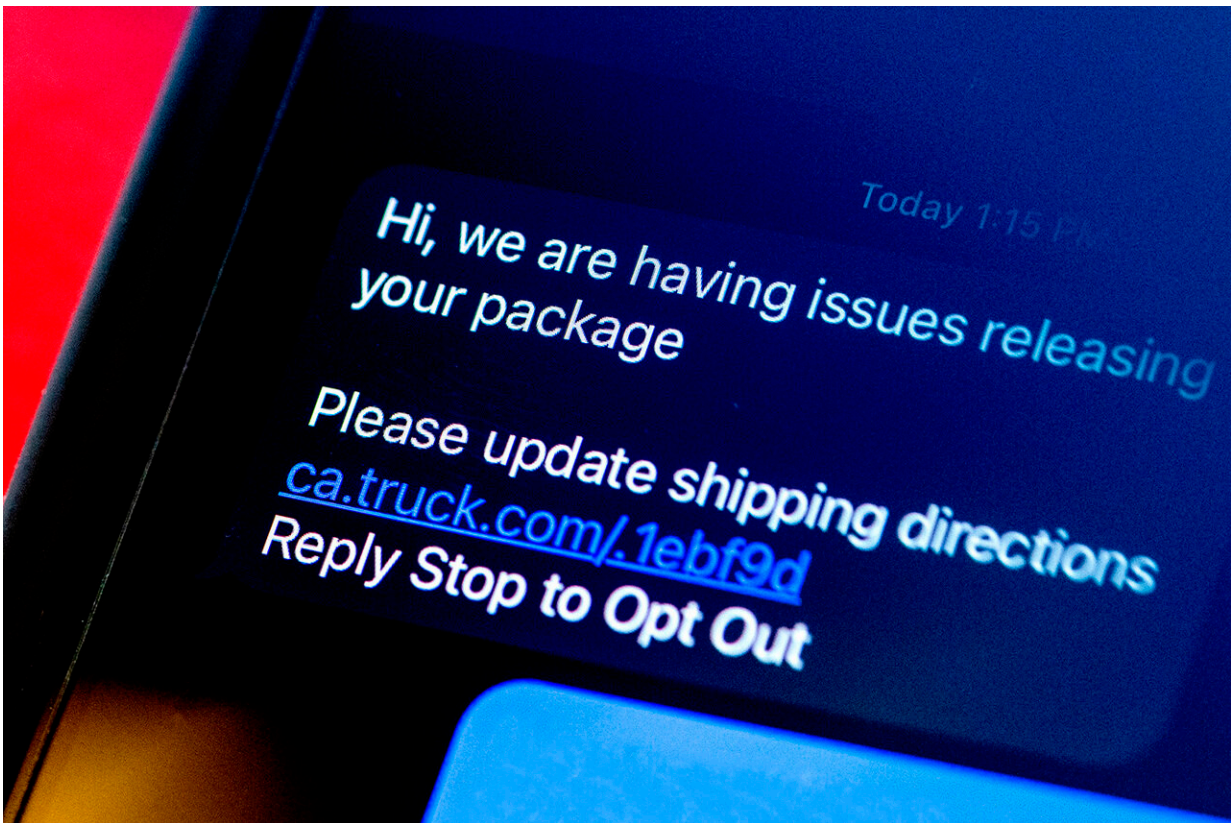 Today 1:15 PM
Hi, we are having issues releasing
your package
Please update shipping directions
ca.truck.com/.1ebf9d
Reply Stop to Opt Out